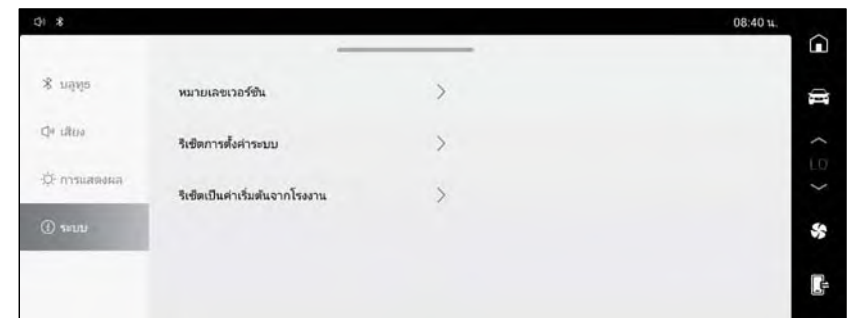 08:40 น.
บลูทูธ
หมายเลขเวอร์ชัน
เสียง
รีเซ็ตการตั้งค่าระบบ
การแสดงผล
LO
รีเซ็ตเป็นค่าเริ่มต้นจากโรงงาน
ระบบ